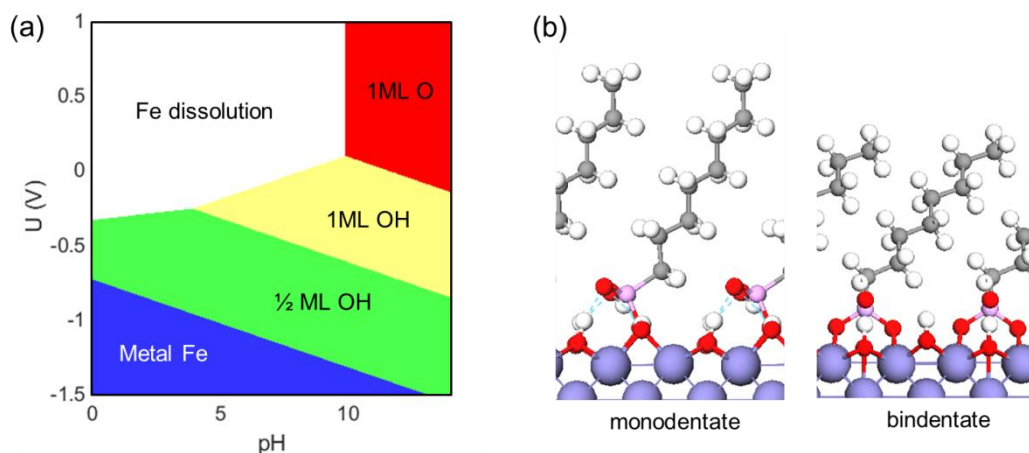 (a)
1
0.5
0
-0.5
-1
-1.5
U (V)
Fe dissolution
1ML O
1ML OH
½ ML OH
Metal Fe
0
5
10
pH
(b)
monodentate
bindentate